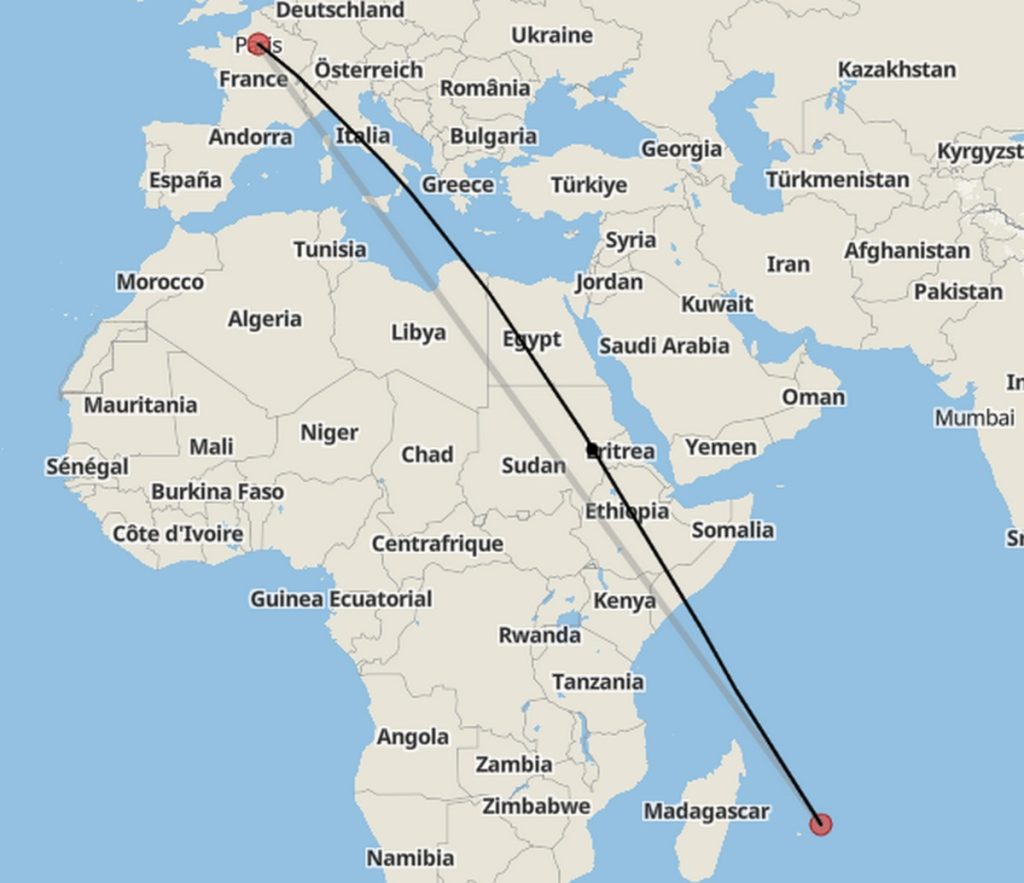 Deutschland
Ukraine
Paris
Österreich
Kazakhstan
France
România
Andorra
Italia
Bulgaria
Georgia
Kyrgyzst
España
Greece
Türkiye
Türkmenistan
Tunisia
Syria
Afghanistan
Iran
Morocco
Jordan
Kuwait
Pakistan
Algeria
Libya
Egypt
Saudi Arabia
In
Mauritania
Oman
Mumbai
Niger
Mali
Chad
Sudan
Eritrea
Yemen
Sénégal
Burkina Faso
Ethiopia
Côte d'Ivoire
Somalia
Sr
Centrafrique
Guinea Ecuatorial
Kenya
Rwanda
Tanzania
Angola
Zambia
Zimbabwe
Madagascar
Namibia